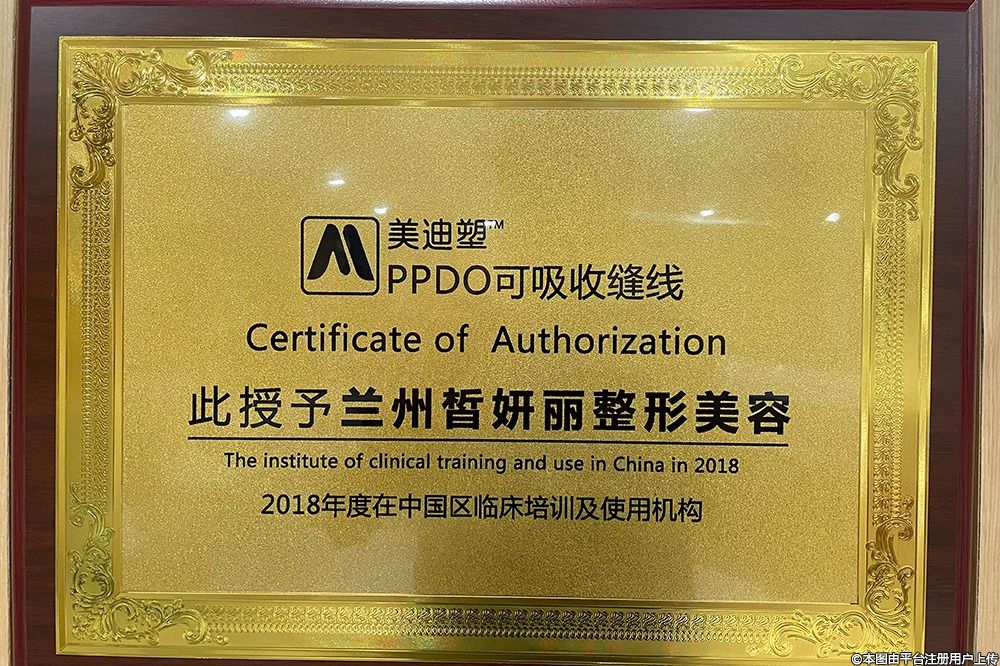 美迪塑™
PPDO可吸收缝线
Certificate of Authorization
此授予兰州皙妍丽整形美容
The institute of clinical training and use in China in 2018
2018年度在中国区临床培训及使用机构
©本图由平台注册用户上传